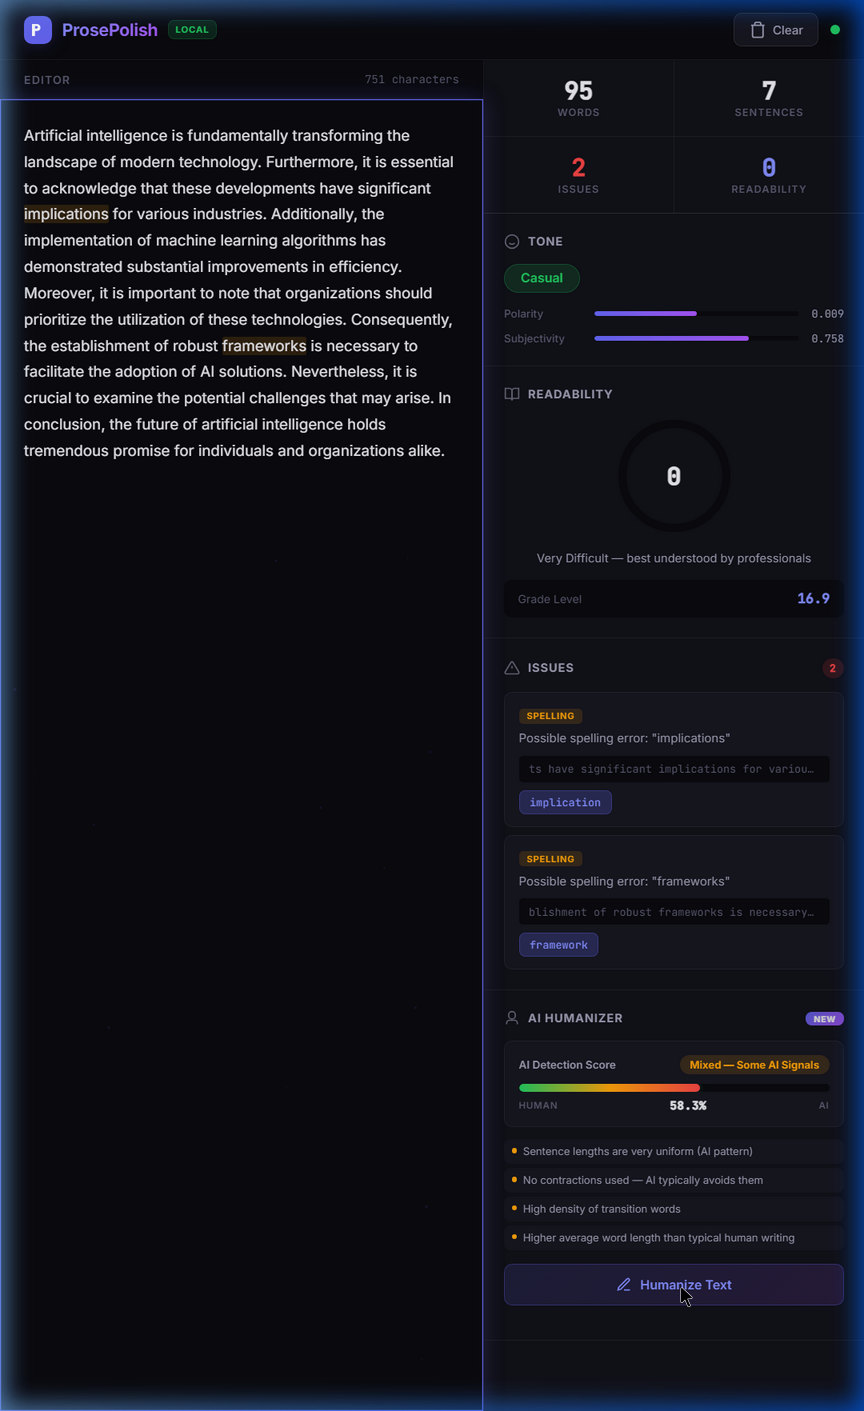 P ProsePolish LOCAL
Clear
EDITOR 751 characters
Artificial intelligence is fundamentally transforming the
landscape of modern technology. Furthermore, it is essential
to acknowledge that these developments have significant
implications for various industries. Additionally, the
implementation of machine learning algorithms has
demonstrated substantial improvements in efficiency.
Moreover, it is important to note that organizations should
prioritize the utilization of these technologies. Consequently,
the establishment of robust frameworks is necessary to
facilitate the adoption of AI solutions. Nevertheless, it is
crucial to examine the potential challenges that may arise. In
conclusion, the future of artificial intelligence holds
tremendous promise for individuals and organizations alike.
95
WORDS
7
SENTENCES
2
ISSUES
0
READABILITY
TONE
Casual
Polarity 0.009
Subjectivity 0.758
READABILITY
0
Very Difficult — best understood by professionals
Grade Level 16.9
ISSUES 2
SPELLING
Possible spelling error: "implications"
ts have significant implications for variou…
implication
SPELLING
Possible spelling error: "frameworks"
blishment of robust frameworks is necessary…
framework
AI HUMANIZER NEW
AI Detection Score Mixed — Some AI Signals
HUMAN 58.3% AI
Sentence lengths are very uniform (AI pattern)
No contractions used — AI typically avoids them
High density of transition words
Higher average word length than typical human writing
Humanize Text